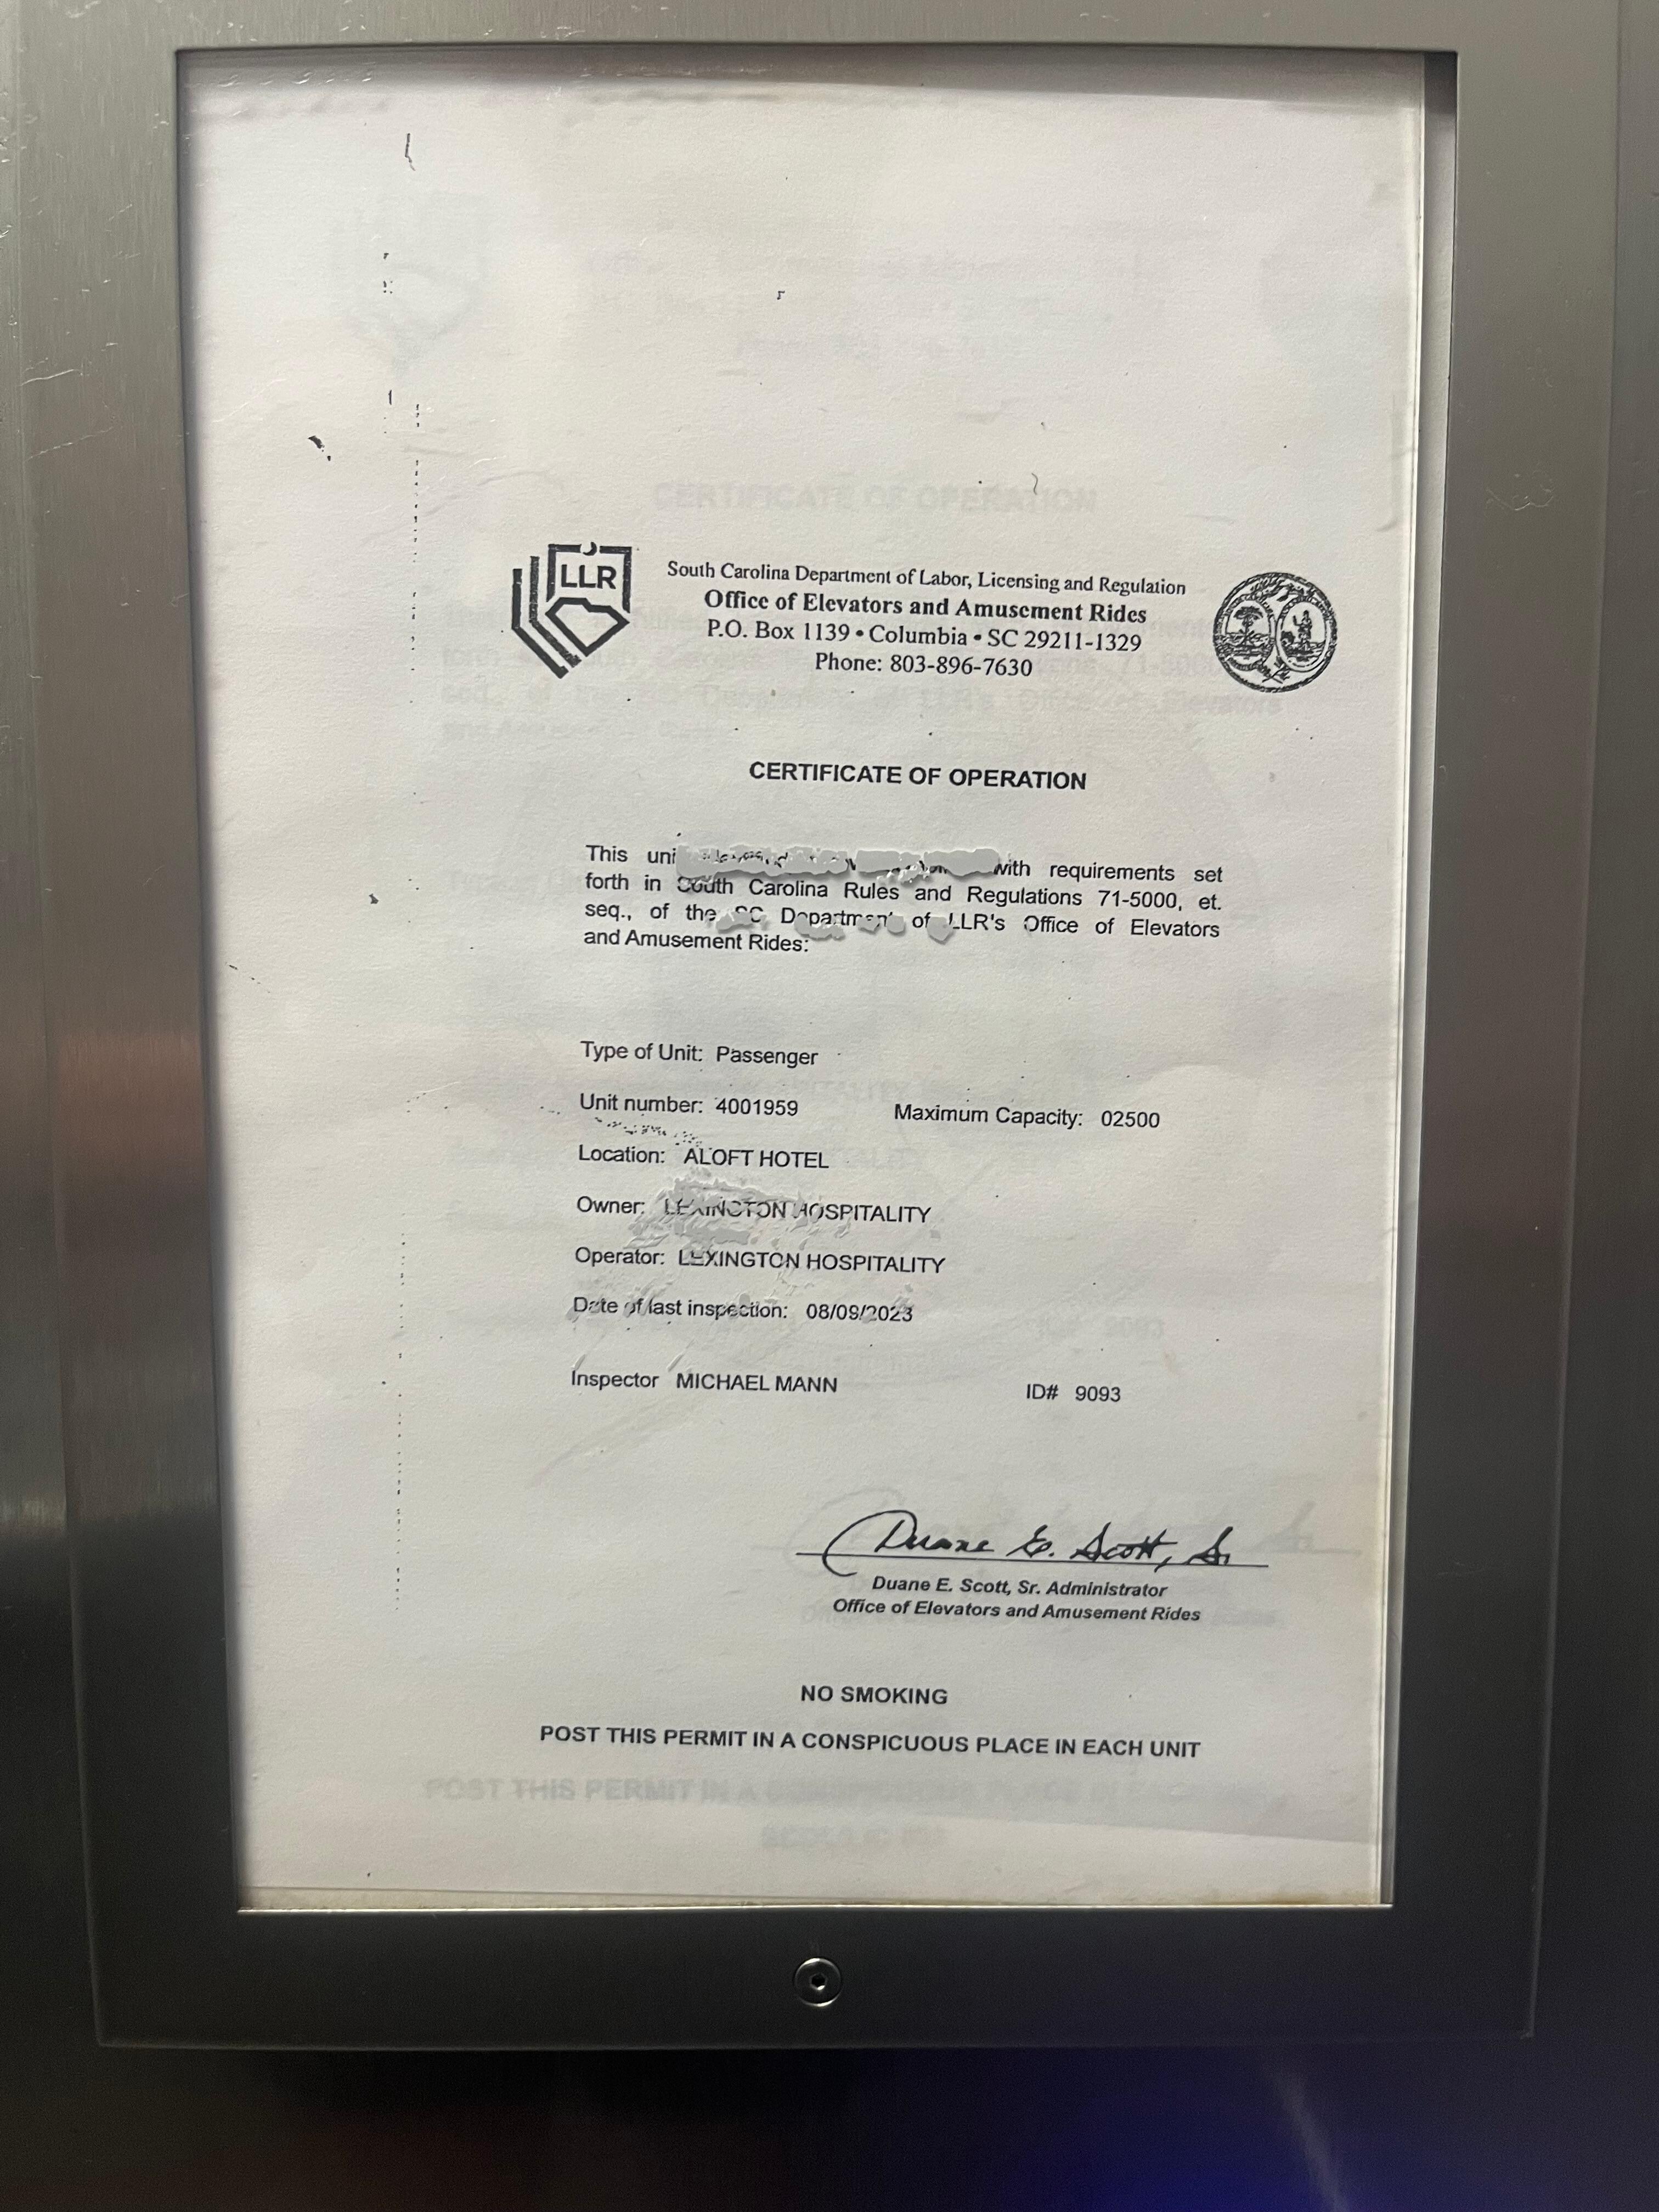 LLR
South Carolina Department of Labor, Licensing and Regulation
Office of Elevators and Amusement Rides
P.O. Box 1139 • Columbia • SC 29211-1329
Phone: 803-896-7630
CERTIFICATE OF OPERATION
This with requirements set
forth in South Carolina Rules and Regulations 71-5000, et.
seq., of the SC Department of LLR's Office of Elevators
and Amusement Rides:
Type of Unit: Passenger
Unit number: 4001959 Maximum Capacity: 02500
Location: ALOFT HOTEL
Owner: LEXINGTON HOSPITALITY
Operator: LEXINGTON HOSPITALITY
Date of last inspection: 08/09/2023
Inspector MICHAEL MANN ID# 9093
Duane E. Scott, Sr.
Duane E. Scott, Sr. Administrator
Office of Elevators and Amusement Rides
NO SMOKING
POST THIS PERMIT IN A CONSPICUOUS PLACE IN EACH UNIT